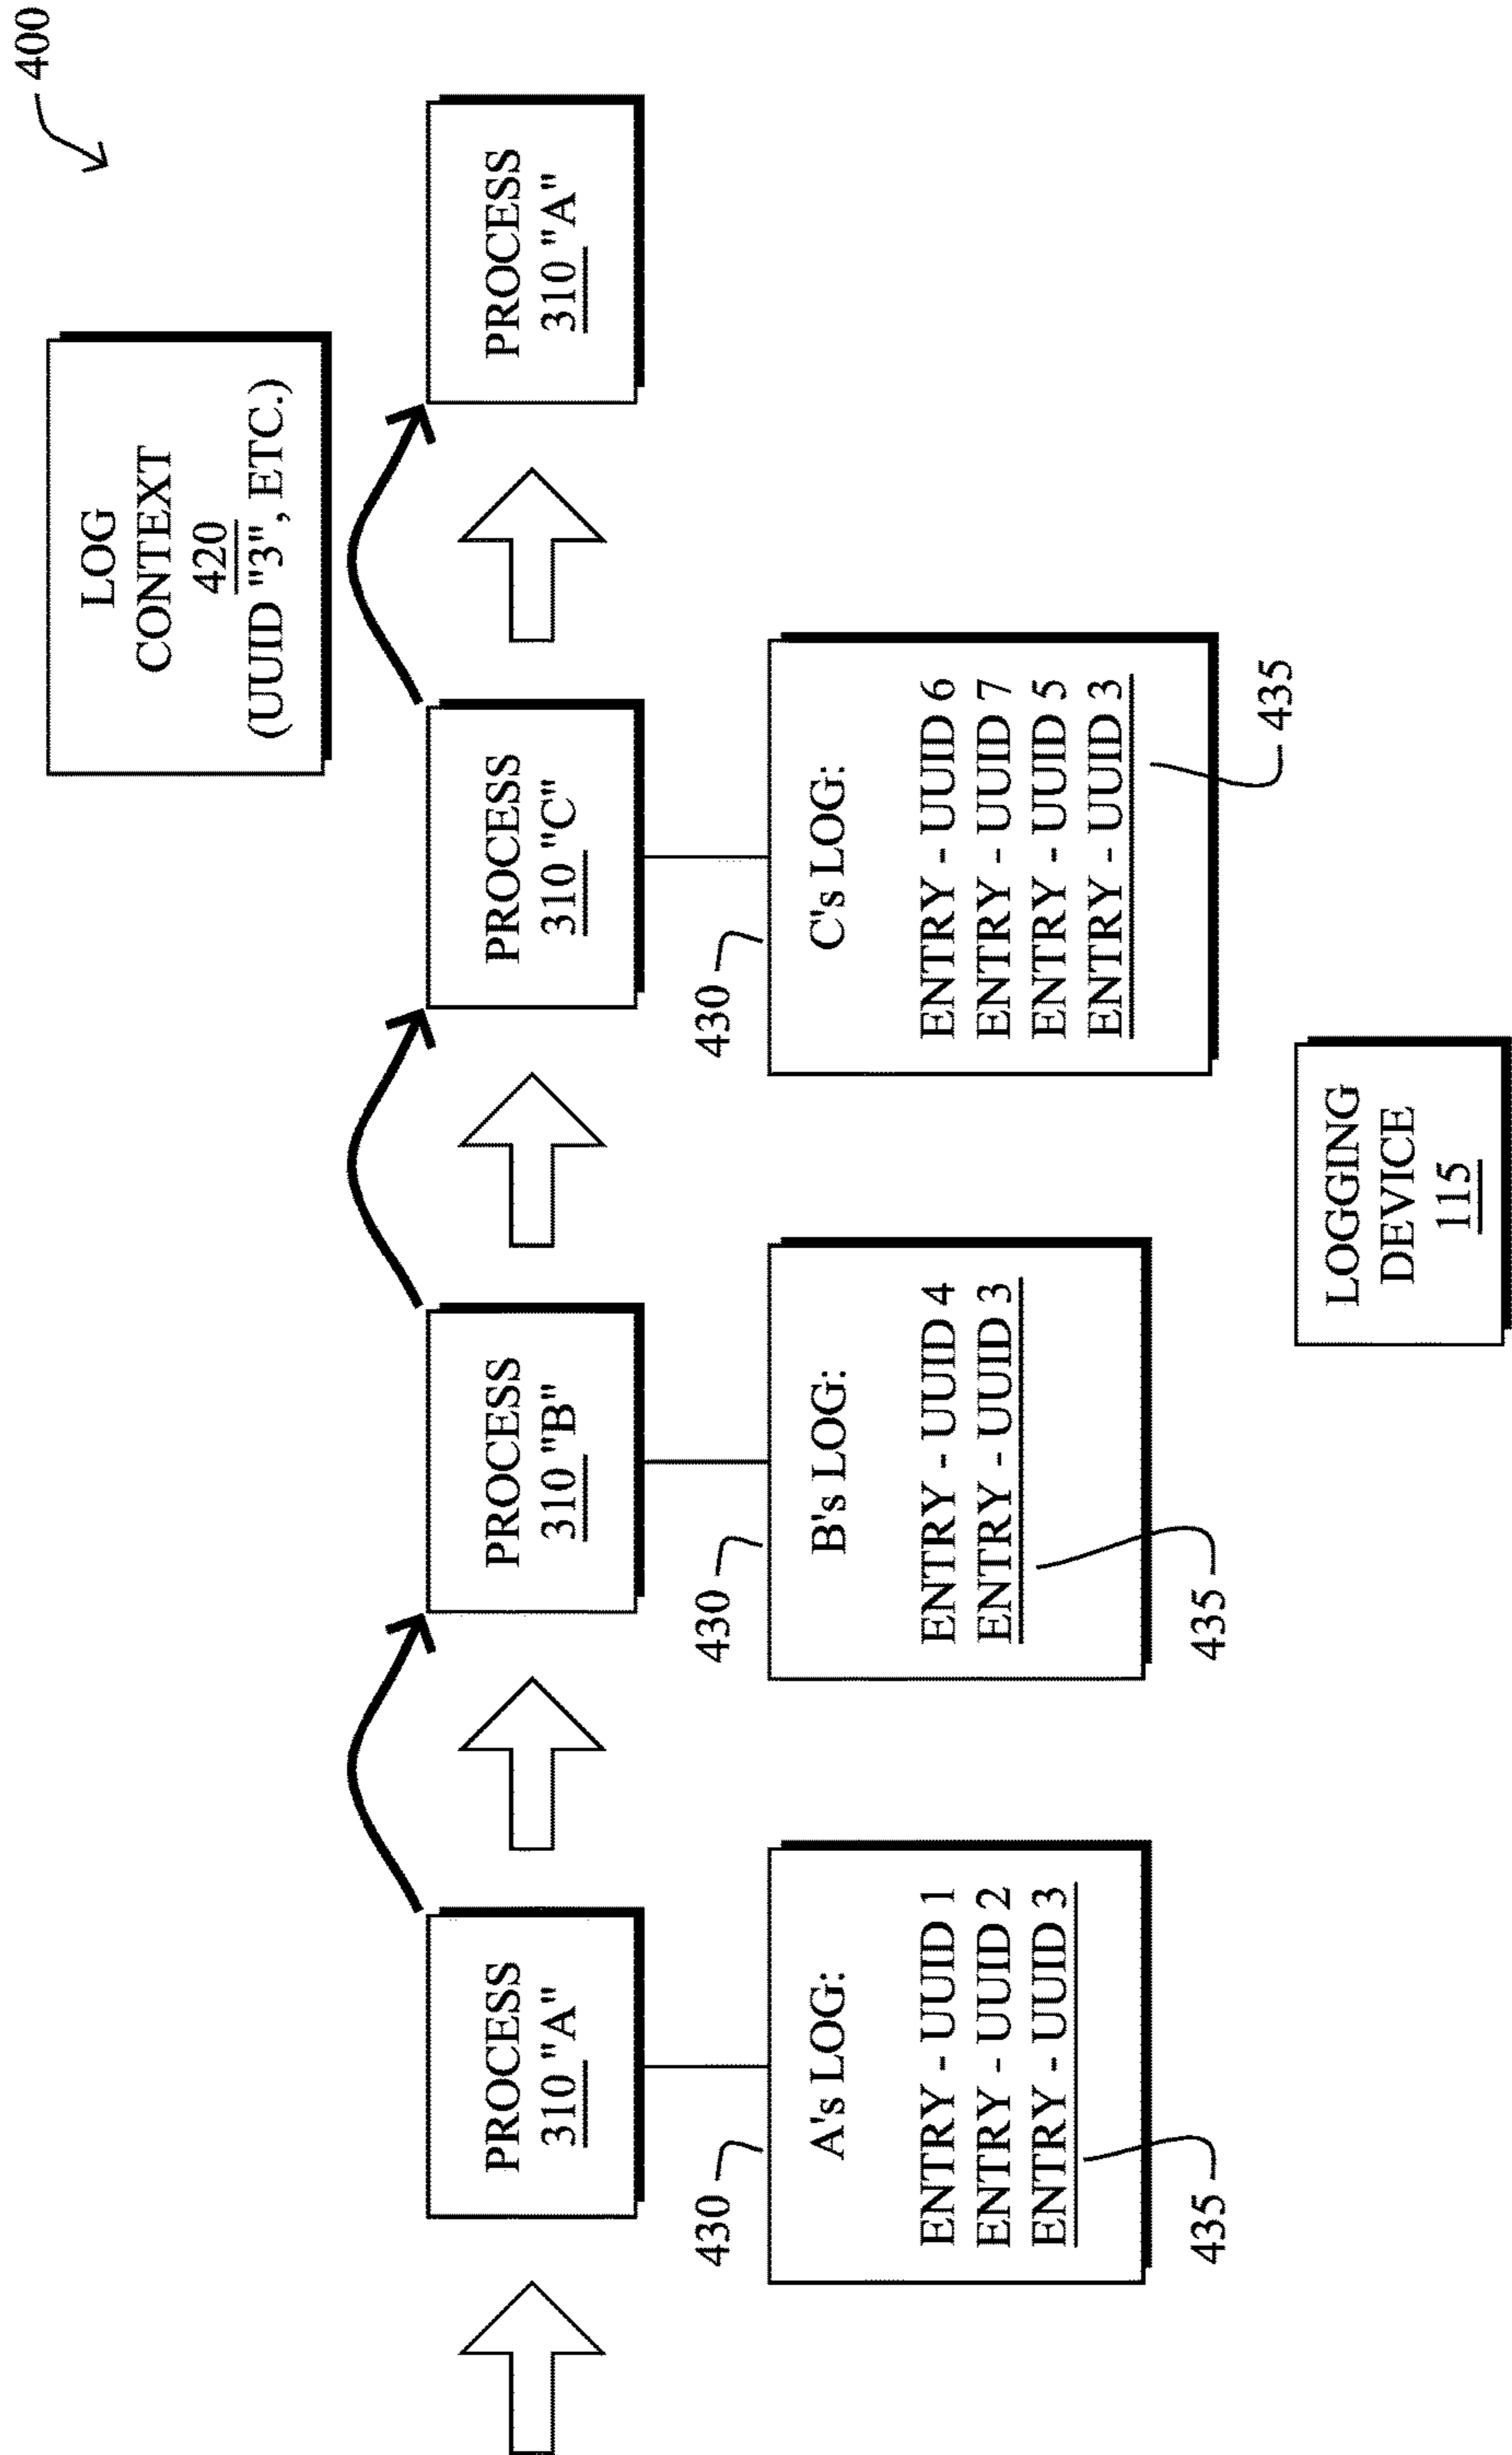 400
LOG
CONTEXT
420
(UUID "3", ETC.)
PROCESS
310 "A"
PROCESS
310 "B"
PROCESS
310 "C"
PROCESS
310 "A"
430
A's LOG:
ENTRY - UUID 1
ENTRY - UUID 2
ENTRY - UUID 3
435
430
B's LOG:
ENTRY - UUID 4
ENTRY - UUID 3
435
430
C's LOG:
ENTRY - UUID 6
ENTRY - UUID 7
ENTRY - UUID 5
ENTRY - UUID 3
435
LOGGING
DEVICE
115